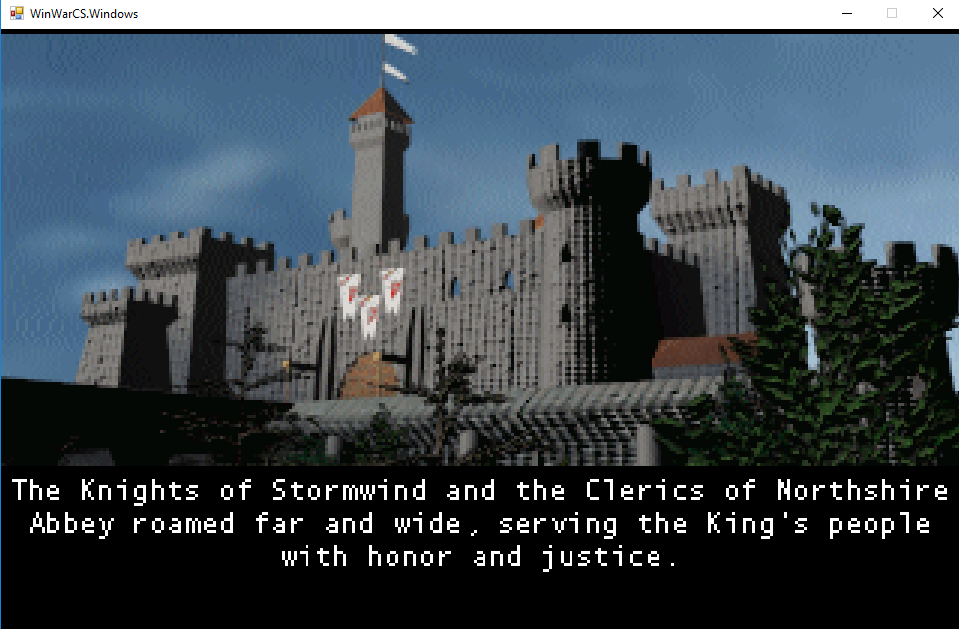 WinWarCS.Windows
The Knights of Stormwind and the Clerics of Northshire
Abbey roamed far and wide, serving the King's people
with honor and justice.